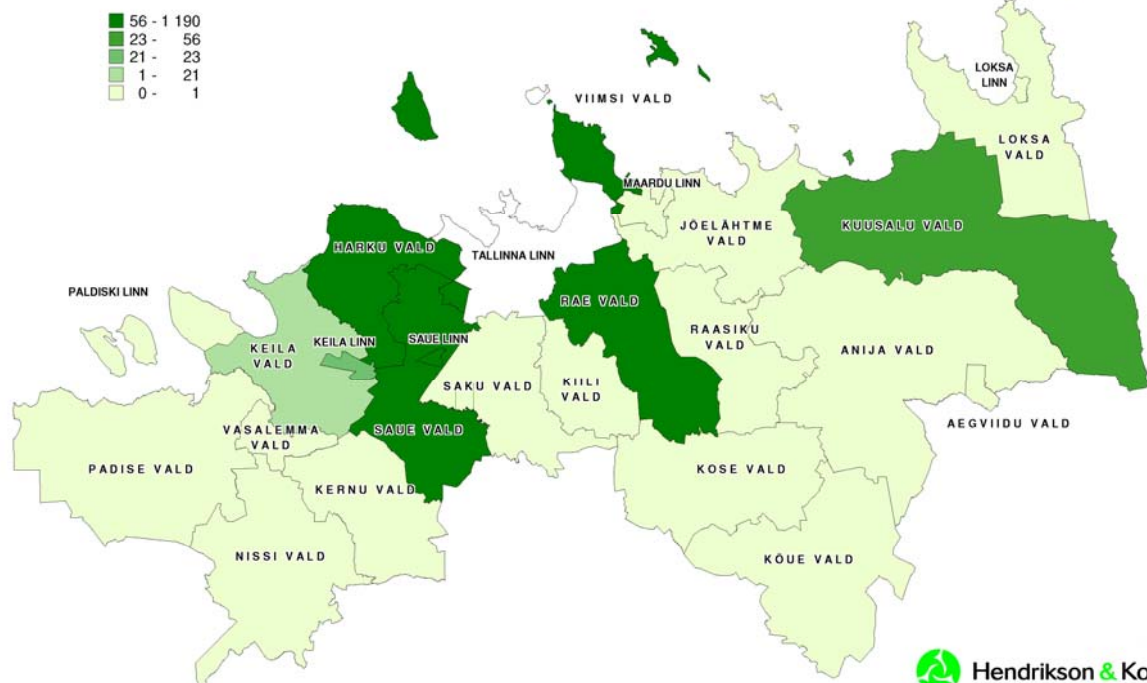 56 - 1 190
23 - 56
21 - 23
1 - 21
0 - 1
VIIMSI VALD
LOKSA
LINN
LOKSA
VALD
MAARDU LINN
JÕELÄHTME
VALD
KUUSALU VALD
HARKU VALD
TALLINNA LINN
PALDISKI LINN
RAE VALD
KEILA
VALD
KEILA LINN
SAUE LINN
RAASIKU
VALD
ANIJA VALD
SAKU VALD
KIILI
VALD
AEGVIIDU VALD
VASALEMMA
VALD
SAUE VALD
PADISE VALD
KERNU VALD
KOSE VALD
NISSI VALD
KÕUE VALD
Hendrikson & Ko